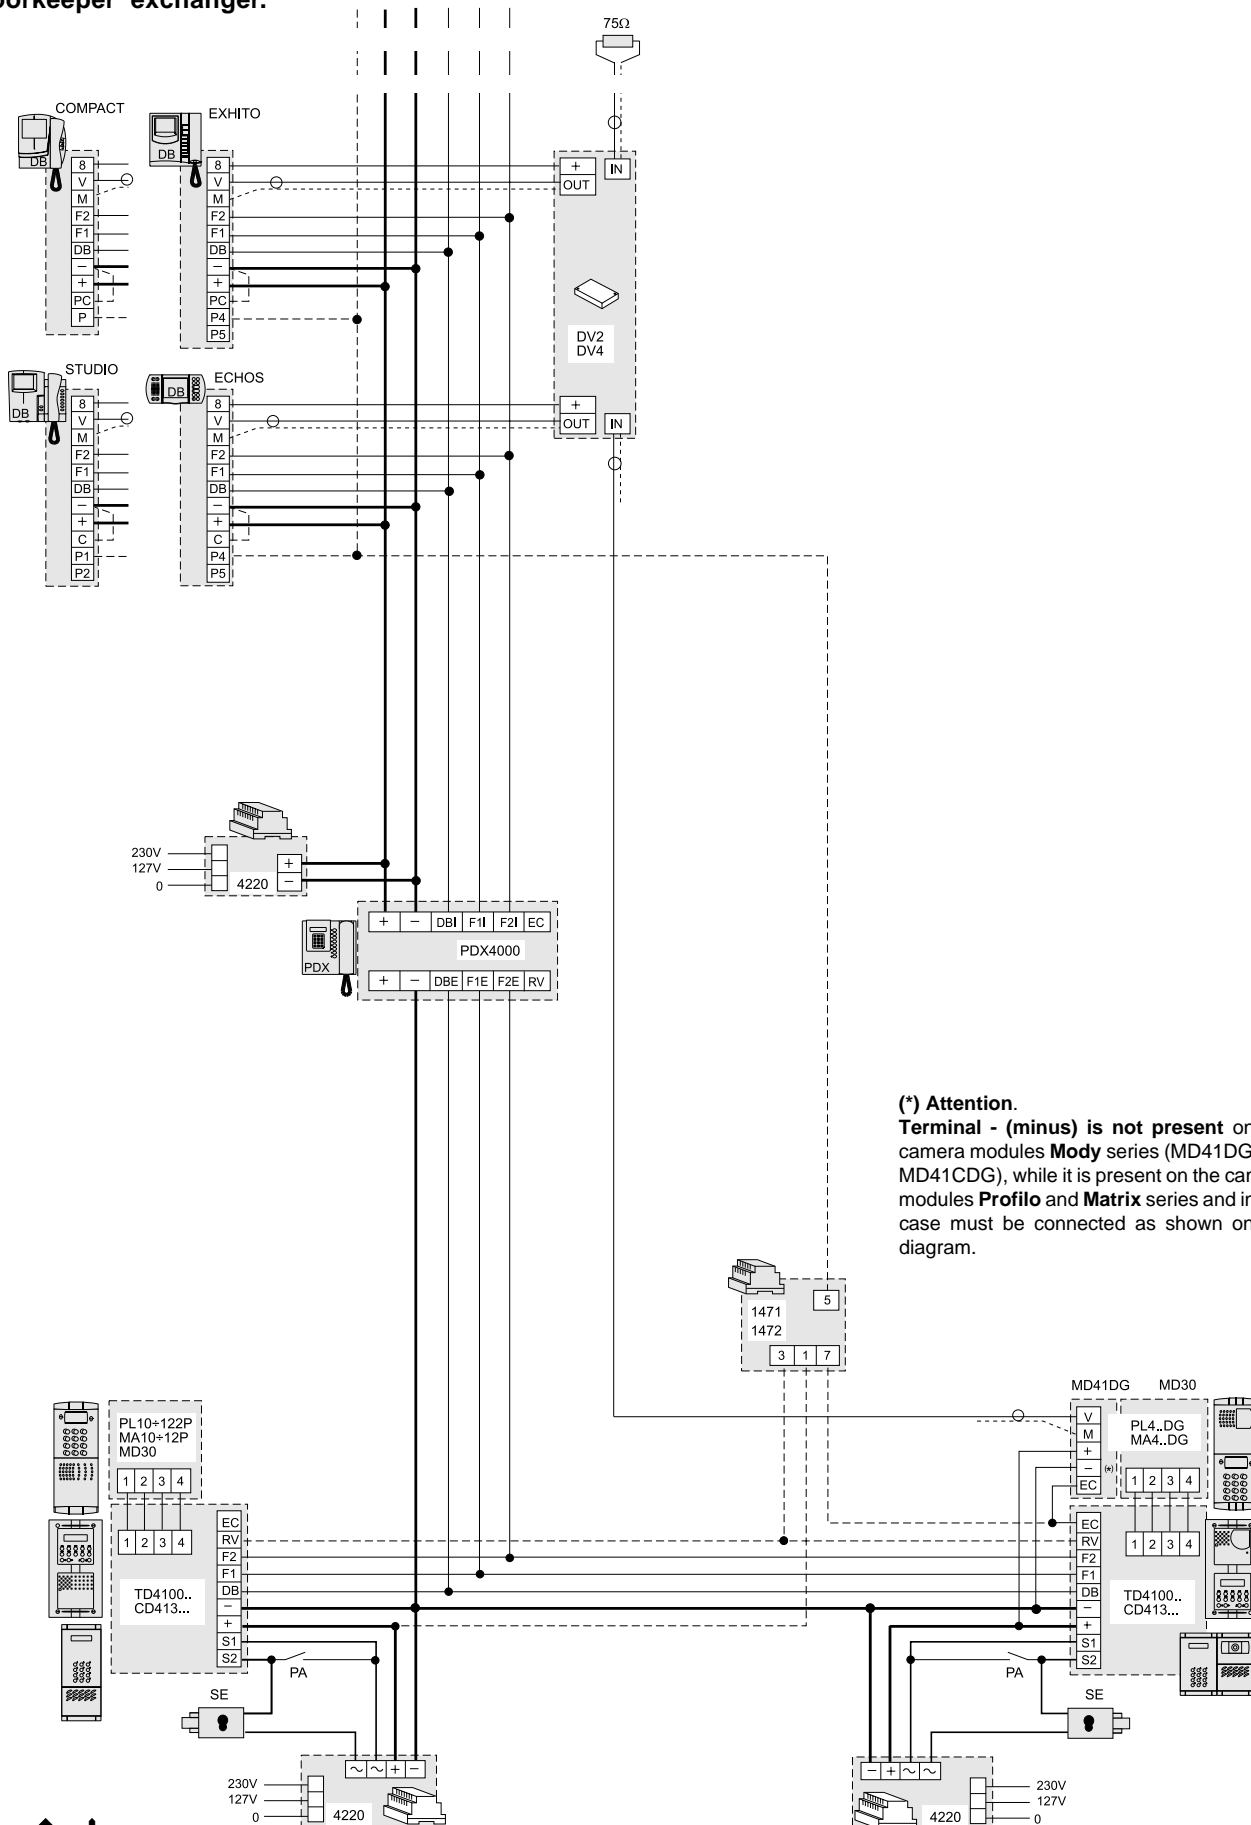 exchanger.
75Ω
COMPACT
DB
8
V
M
F2
F1
DB
−
+
PC
P
EXHITO
DB
8
V
M
F2
F1
DB
−
+
PC
P4
P5
+
OUT
IN
DV2
DV4
+
OUT
IN
STUDIO
DB
8
V
M
F2
F1
DB
−
+
C
P1
P2
ECHOS
DB
8
V
M
F2
F1
DB
−
+
C
P4
P5
230V
127V
0
4220
+
−
PDX
+ − DBI F1I F2I EC
PDX4000
+ − DBE F1E F2E RV
(*) Attention.
Terminal - (minus) is not present on
camera modules Mody series (MD41DG
MD41CDG), while it is present on the
modules Profilo and Matrix series and
case must be connected as shown on
diagram.
5
1471
1472
3 1 7
PL10÷122P
MA10÷12P
MD30
1 2 3 4
1 2 3 4
TD4100..
CD413...
EC
RV
F2
F1
DB
−
+
S1
S2
PA
SE
~ ~ + −
230V
127V
0
4220
MD41DG MD30
V
M
+
− (*)
EC
PL4..DG
MA4..DG
1 2 3 4
1 2 3 4
TD4100..
CD413...
EC
RV
F2
F1
DB
−
+
S1
S2
PA
SE
− + ~ ~
4220
230V
127V
0